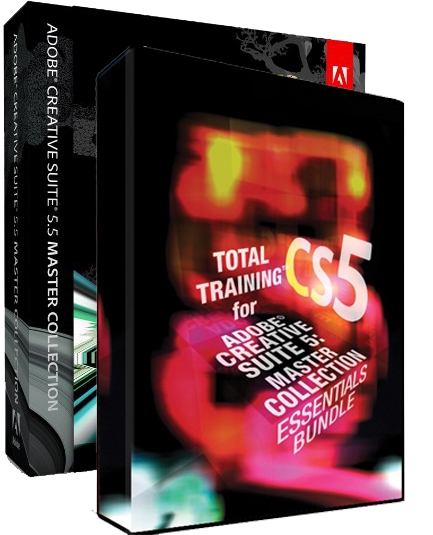 ADOBE® CREATIVE SUITE® 5.5 MASTER COLLECTION
ADOBE® CREATIVE SUITE® 5.5 MASTER COLLECTION
TOTAL
TRAINING™
for
CS5
ADOBE®
CREATIVE
SUITE 5:
MASTER
COLLECTION
ESSENTIALS
BUNDLE